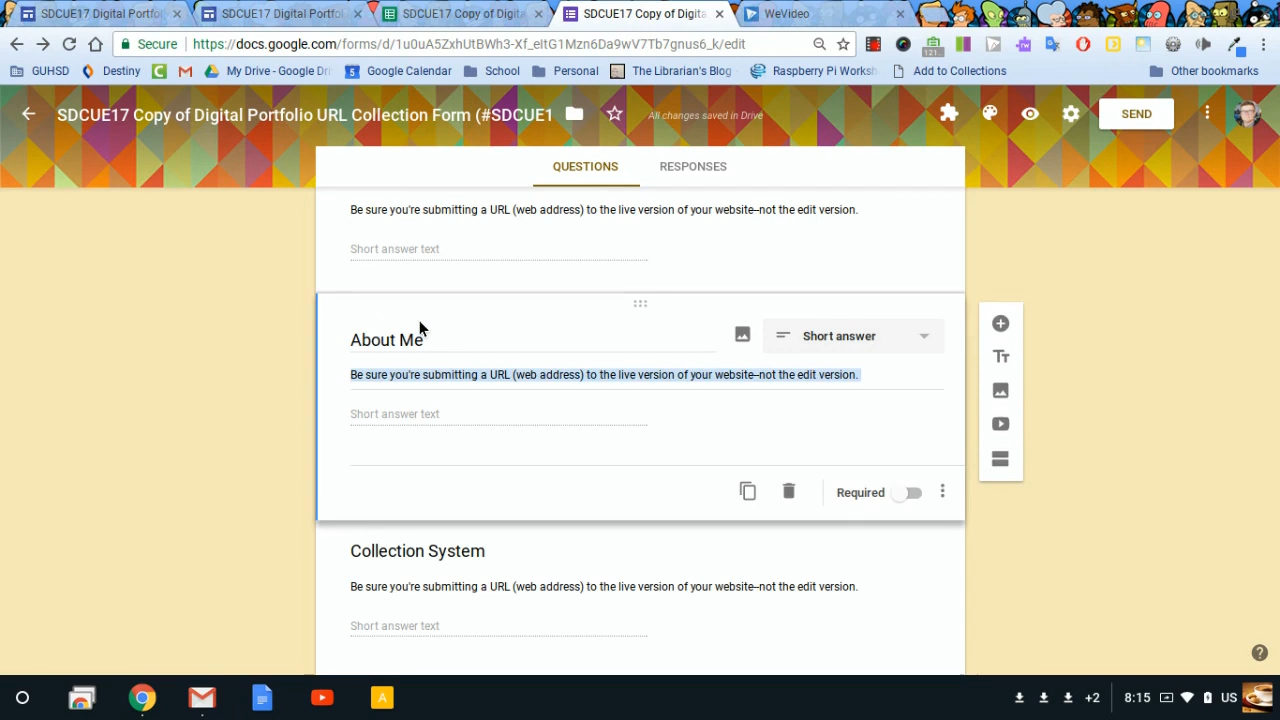 SDCUE17 Digital Portfol
SDCUE17 Digital Portfol
SDCUE17 Copy of Digita
SDCUE17 Copy of Digita
WeVideo
Secure
https://docs.google.com/forms/d/1u0uA5ZxhUtBWh3-Xf_eItG1Mzn6Da9wV7Tb7gnus6_k/edit
121...
GUHSD
Destiny
My Drive - Google Dri
Google Calendar
School
Personal
The Librarian's Blog
Raspberry Pi Worksh
Add to Collections
Other bookmarks
SDCUE17 Copy of Digital Portfolio URL Collection Form (#SDCUE1
All changes saved in Drive
SEND
QUESTIONS
RESPONSES
Be sure you're submitting a URL (web address) to the live version of your website--not the edit version.
Short answer text
About Me
Short answer
Be sure you're submitting a URL (web address) to the live version of your website--not the edit version.
Short answer text
Required
Collection System
Be sure you're submitting a URL (web address) to the live version of your website--not the edit version.
Short answer text
+2
8:15
US